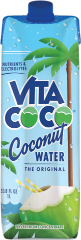 NUTRIENTS &
ELECTROLYTES
VITA
COCO
Coconut
WATER
THE ORIGINAL